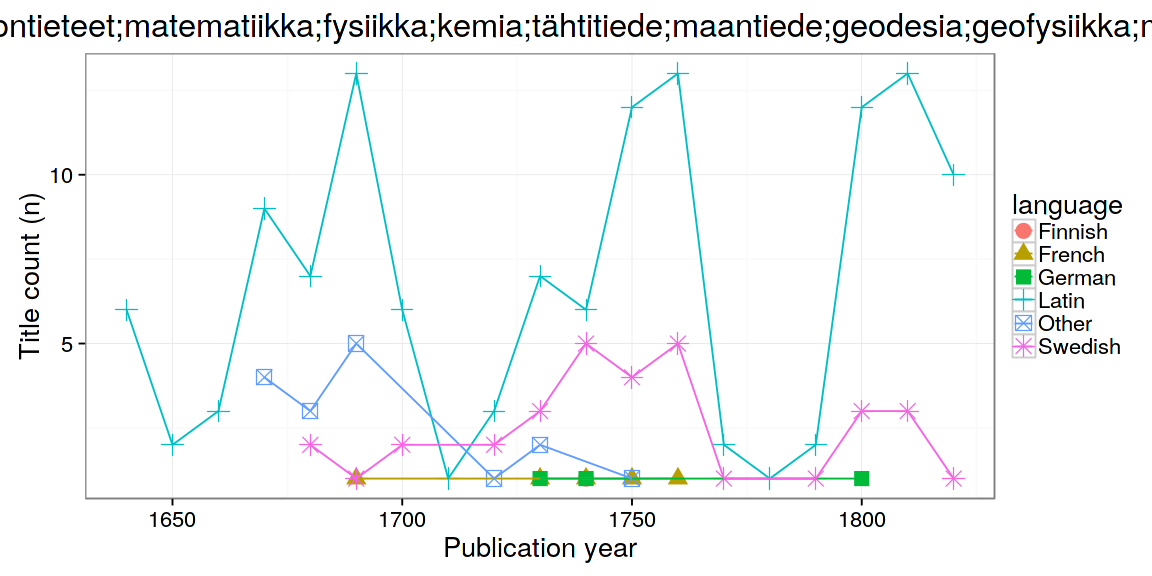 ontieteet;matematiikka;fysiikka;kemia;tähtitiede;maantiede;geodesia;geofysiikka;
Title count (n)
10
5
1650 1700 1750 1800
Publication year
language
Finnish
French
German
Latin
Other
Swedish